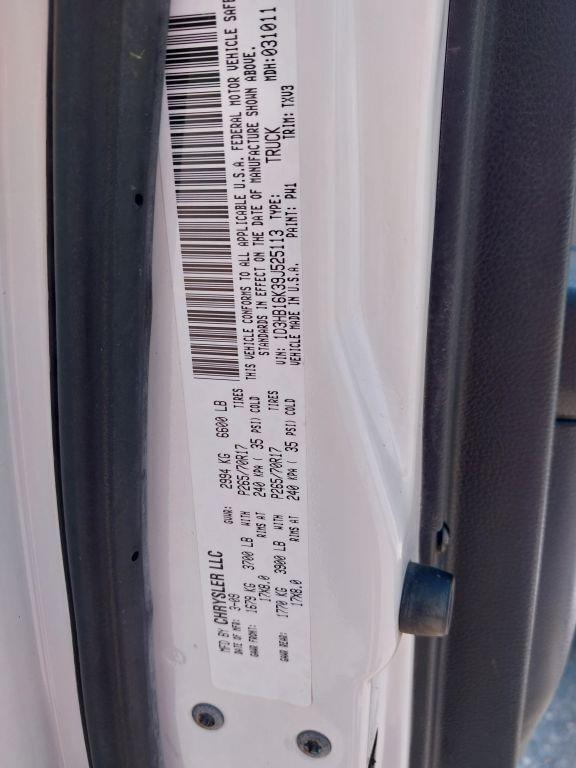 MFD BY CHRYSLER LLC
DATE OF MFR: 3-09 GVWR: 2994 KG 6600 LB
GAWR FRONT: 1679 KG 3700 LB WITH P265/70R17 TIRES
17X8.0 RIMS AT 240 KPA ( 35 PSI) COLD
GAWR REAR: 1770 KG 3900 LB WITH P265/70R17 TIRES
17X8.0 RIMS AT 240 KPA ( 35 PSI) COLD
THIS VEHICLE CONFORMS TO ALL APPLICABLE U.S.A. FEDERAL MOTOR VEHICLE SAFE
STANDARDS IN EFFECT ON THE DATE OF MANUFACTURE SHOWN ABOVE.
VIN: 1D3HB16K39J525113 TYPE: TRUCK MDH:031011
VEHICLE MADE IN U.S.A. PAINT: PW1 TRIM: TXV3